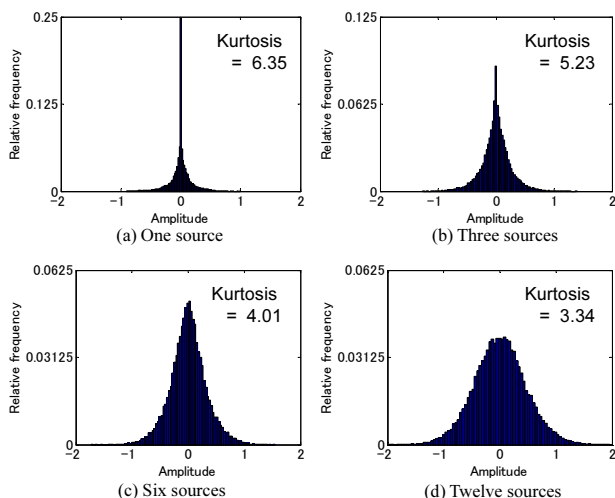 0.25
0.125
0
Relative frequency
Kurtosis
= 6.35
-2 -1 0 1 2
Amplitude
(a) One source
0.125
0.0625
0
Relative frequency
Kurtosis
= 5.23
-2 -1 0 1 2
Amplitude
(b) Three sources
0.0625
0.03125
0
Relative frequency
Kurtosis
= 4.01
-2 -1 0 1 2
Amplitude
(c) Six sources
0.0625
0.03125
0
Relative frequency
Kurtosis
= 3.34
-2 -1 0 1 2
Amplitude
(d) Twelve sources